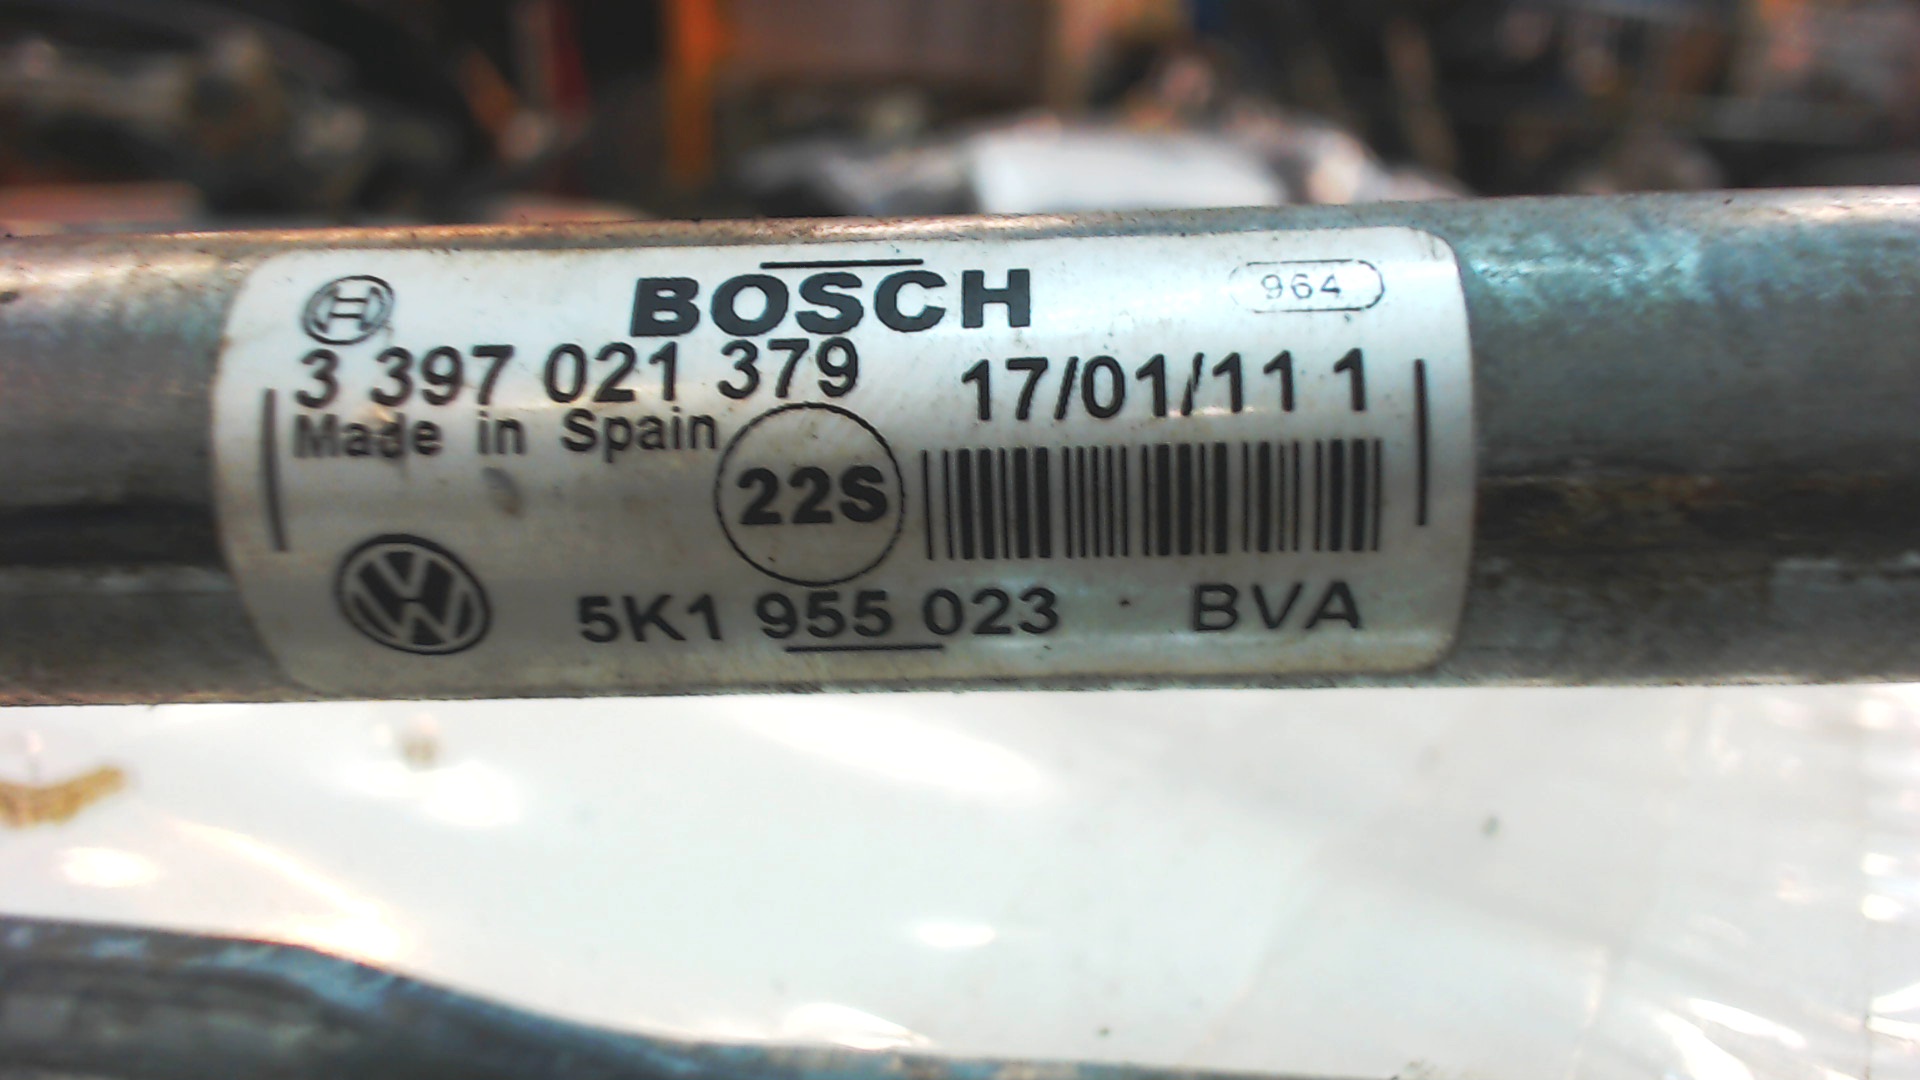 BOSCH 964
3 397 021 379 17/01/11 1
Made in Spain
22S
5K1 955 023 BVA